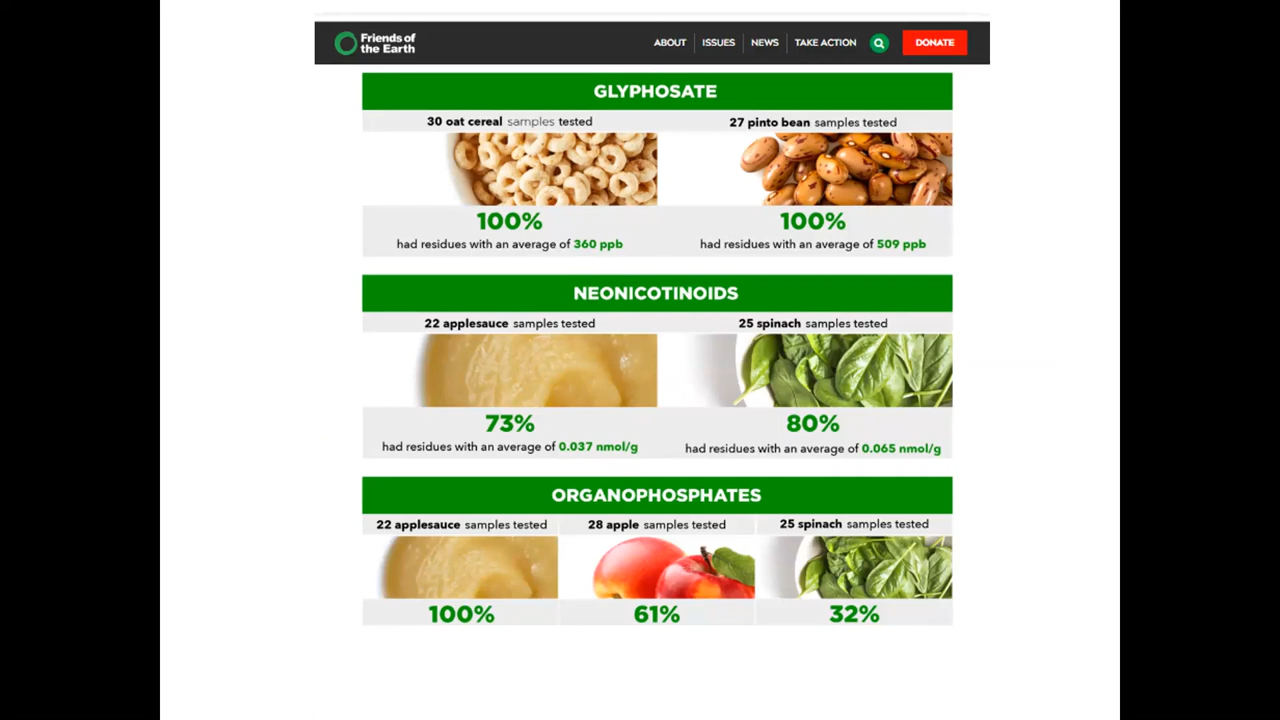 Friends of
the Earth
ABOUT ISSUES NEWS TAKE ACTION DONATE
GLYPHOSATE
30 oat cereal samples tested 27 pinto bean samples tested
100% 100%
had residues with an average of 360 ppb had residues with an average of 509 ppb
NEONICOTINOIDS
22 applesauce samples tested 25 spinach samples tested
73% 80%
had residues with an average of 0.037 nmol/g had residues with an average of 0.065 nmol/g
ORGANOPHOSPHATES
22 applesauce samples tested 28 apple samples tested 25 spinach samples tested
100% 61% 32%